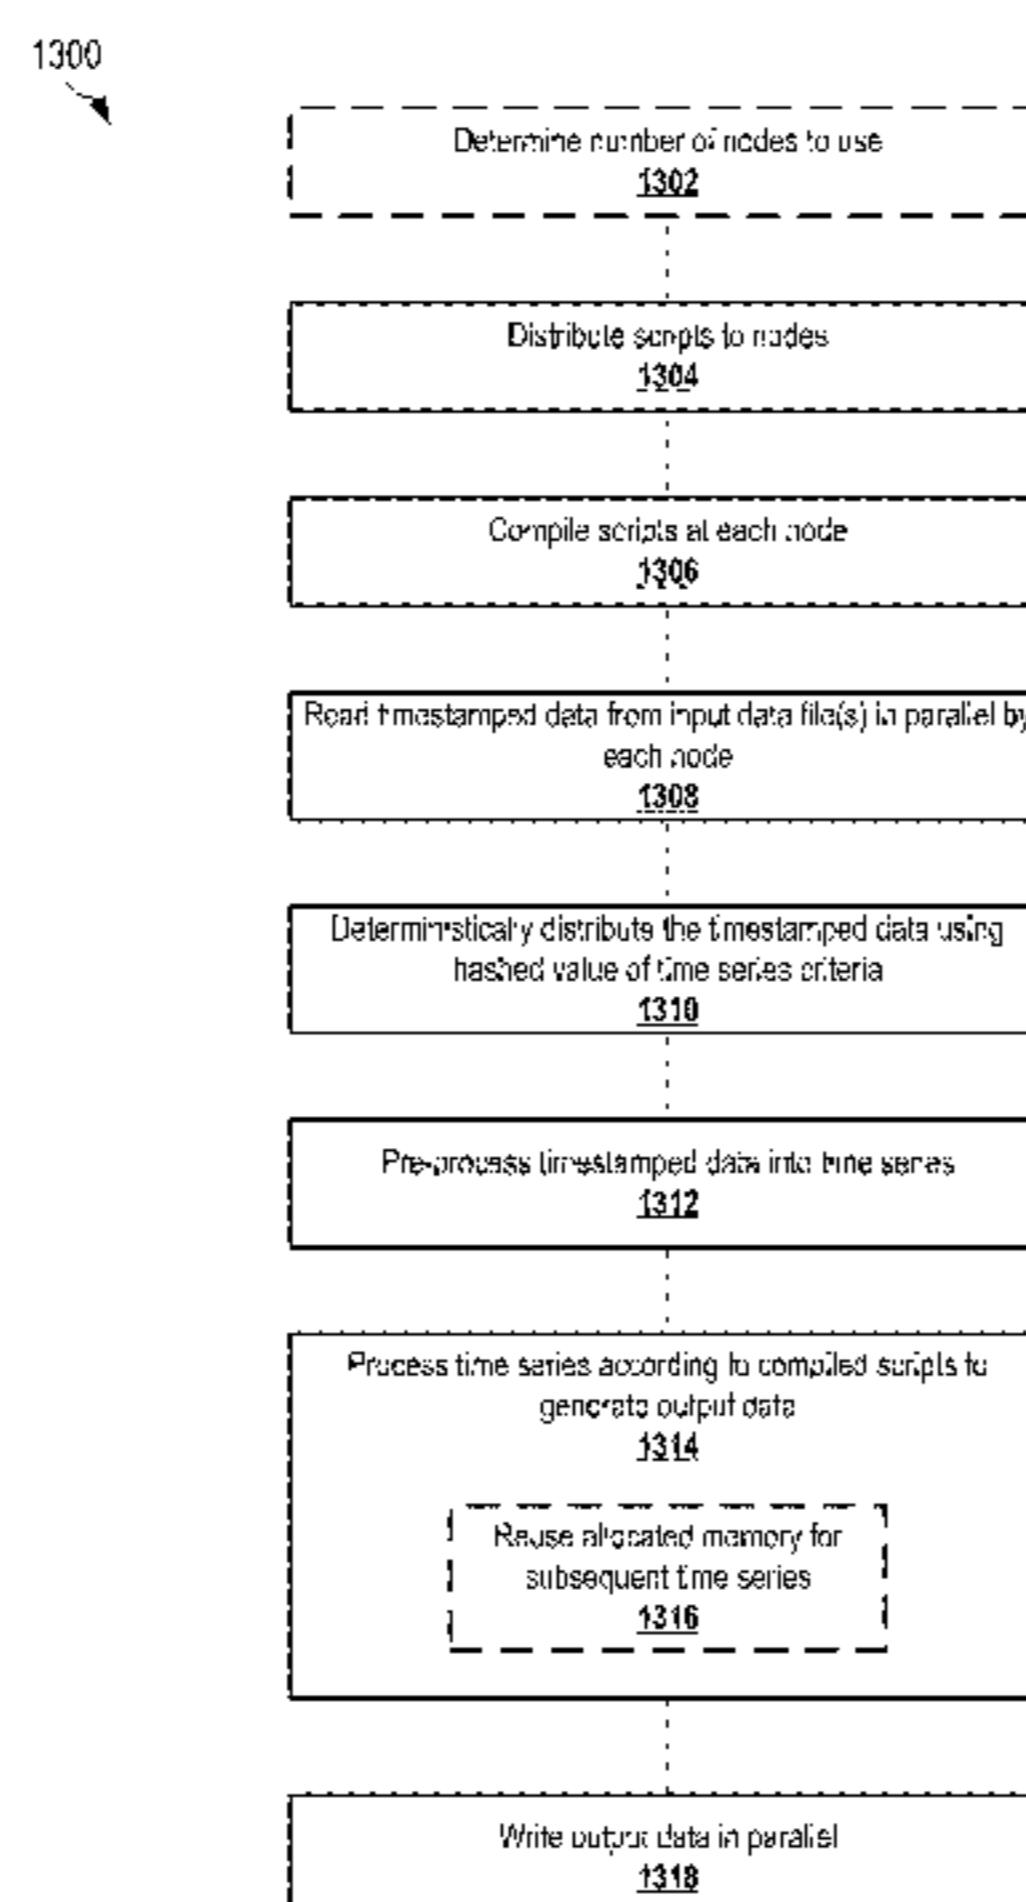 1300
Determine number of nodes to use
1302
Distribute scripts to nodes
1304
Compile scripts at each node
1306
Read timestamped data from input data file(s) in parallel by
each node
1308
Deterministically distribute the timestamped data using
hashed value of time series criteria
1310
Pre-process timestamped data into time series
1312
Process time series according to compiled scripts to
generate output data
1314
Reuse allocated memory for
subsequent time series
1316
Write output data in parallel
1318